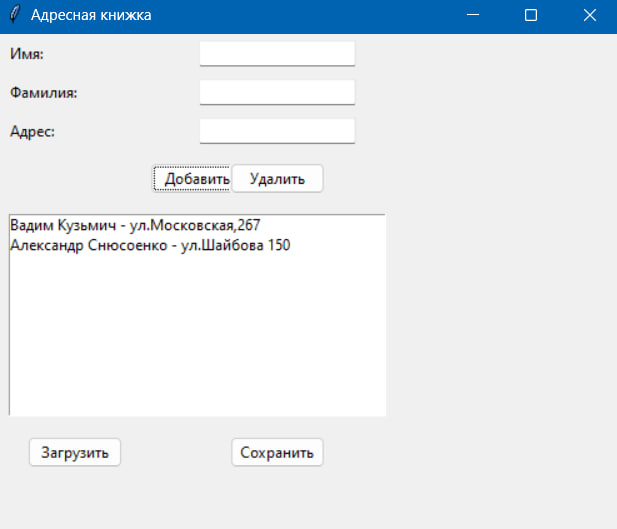 Адресная книжка
Имя:
Фамилия:
Адрес:
Добавить Удалить
Вадим Кузьмич - ул.Московская,267
Александр Снюсоенко - ул.Шайбова 150
Загрузить Сохранить